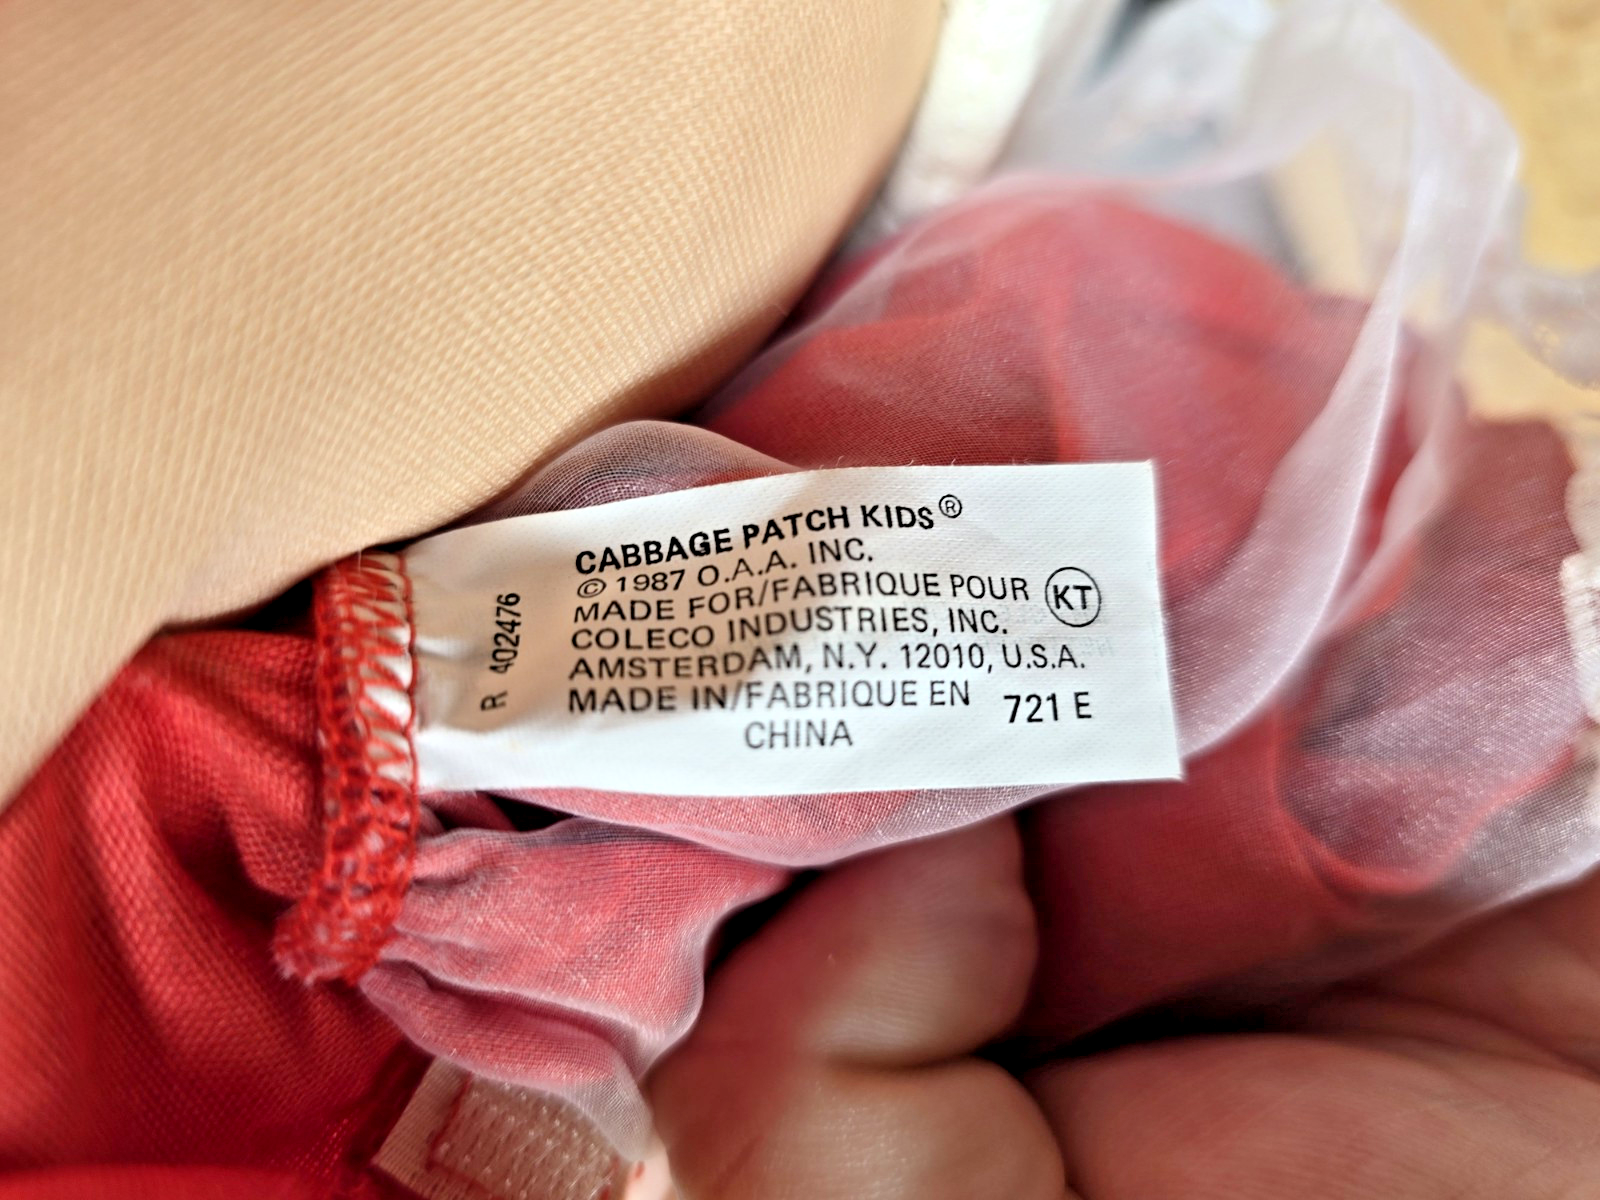 CABBAGE PATCH KIDS®
© 1987 O.A.A. INC.
MADE FOR/FABRIQUE POUR
COLECO INDUSTRIES, INC.
AMSTERDAM, N.Y. 12010, U.S.A.
MADE IN/FABRIQUE EN
CHINA
KT
721 E
R 402476